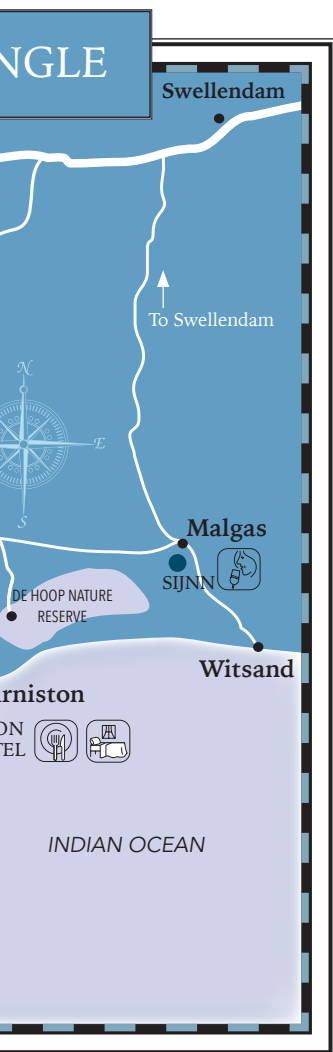 NGLE
Swellendam
To Swellendam
N
E
S
Malgas
SIJNN
DE HOOP NATURE
RESERVE
Witsand
rniston
ON
TEL
INDIAN OCEAN